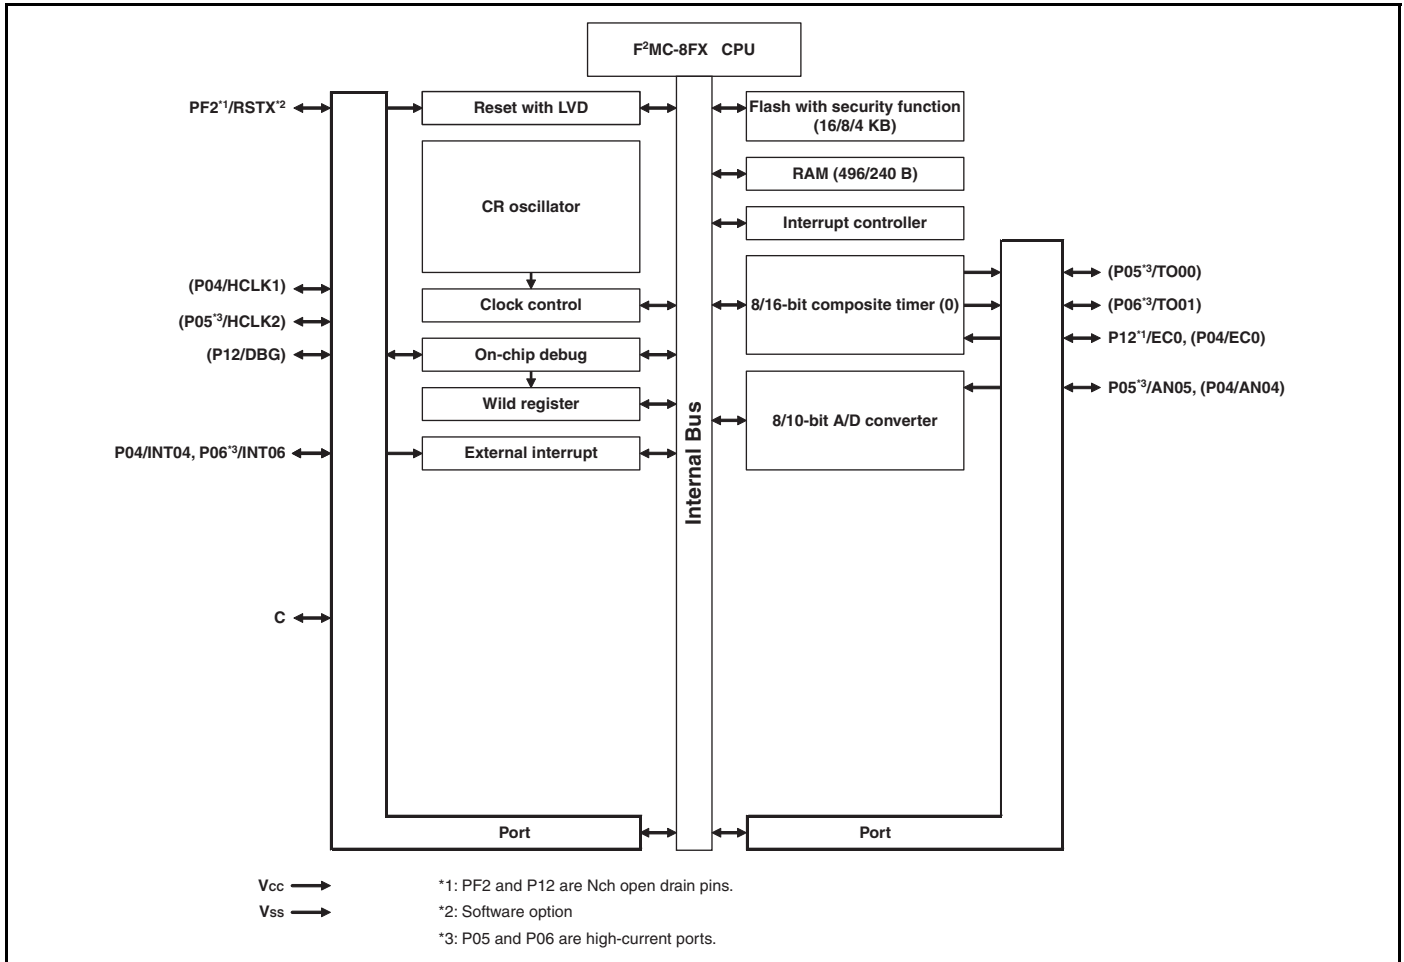 F²MC-8FX CPU
PF2*1/RSTX*2
Reset with LVD
CR oscillator
(P04/HCLK1)
(P05*3/HCLK2)
Clock control
(P12/DBG)
On-chip debug
Wild register
P04/INT04, P06*3/INT06
External interrupt
C
Port
Internal Bus
Flash with security function
(16/8/4 KB)
RAM (496/240 B)
Interrupt controller
8/16-bit composite timer (0)
(P05*3/TO00)
(P06*3/TO01)
P12*1/EC0, (P04/EC0)
8/10-bit A/D converter
P05*3/AN05, (P04/AN04)
Port
Vcc
Vss
*1: PF2 and P12 are Nch open drain pins.
*2: Software option
*3: P05 and P06 are high-current ports.